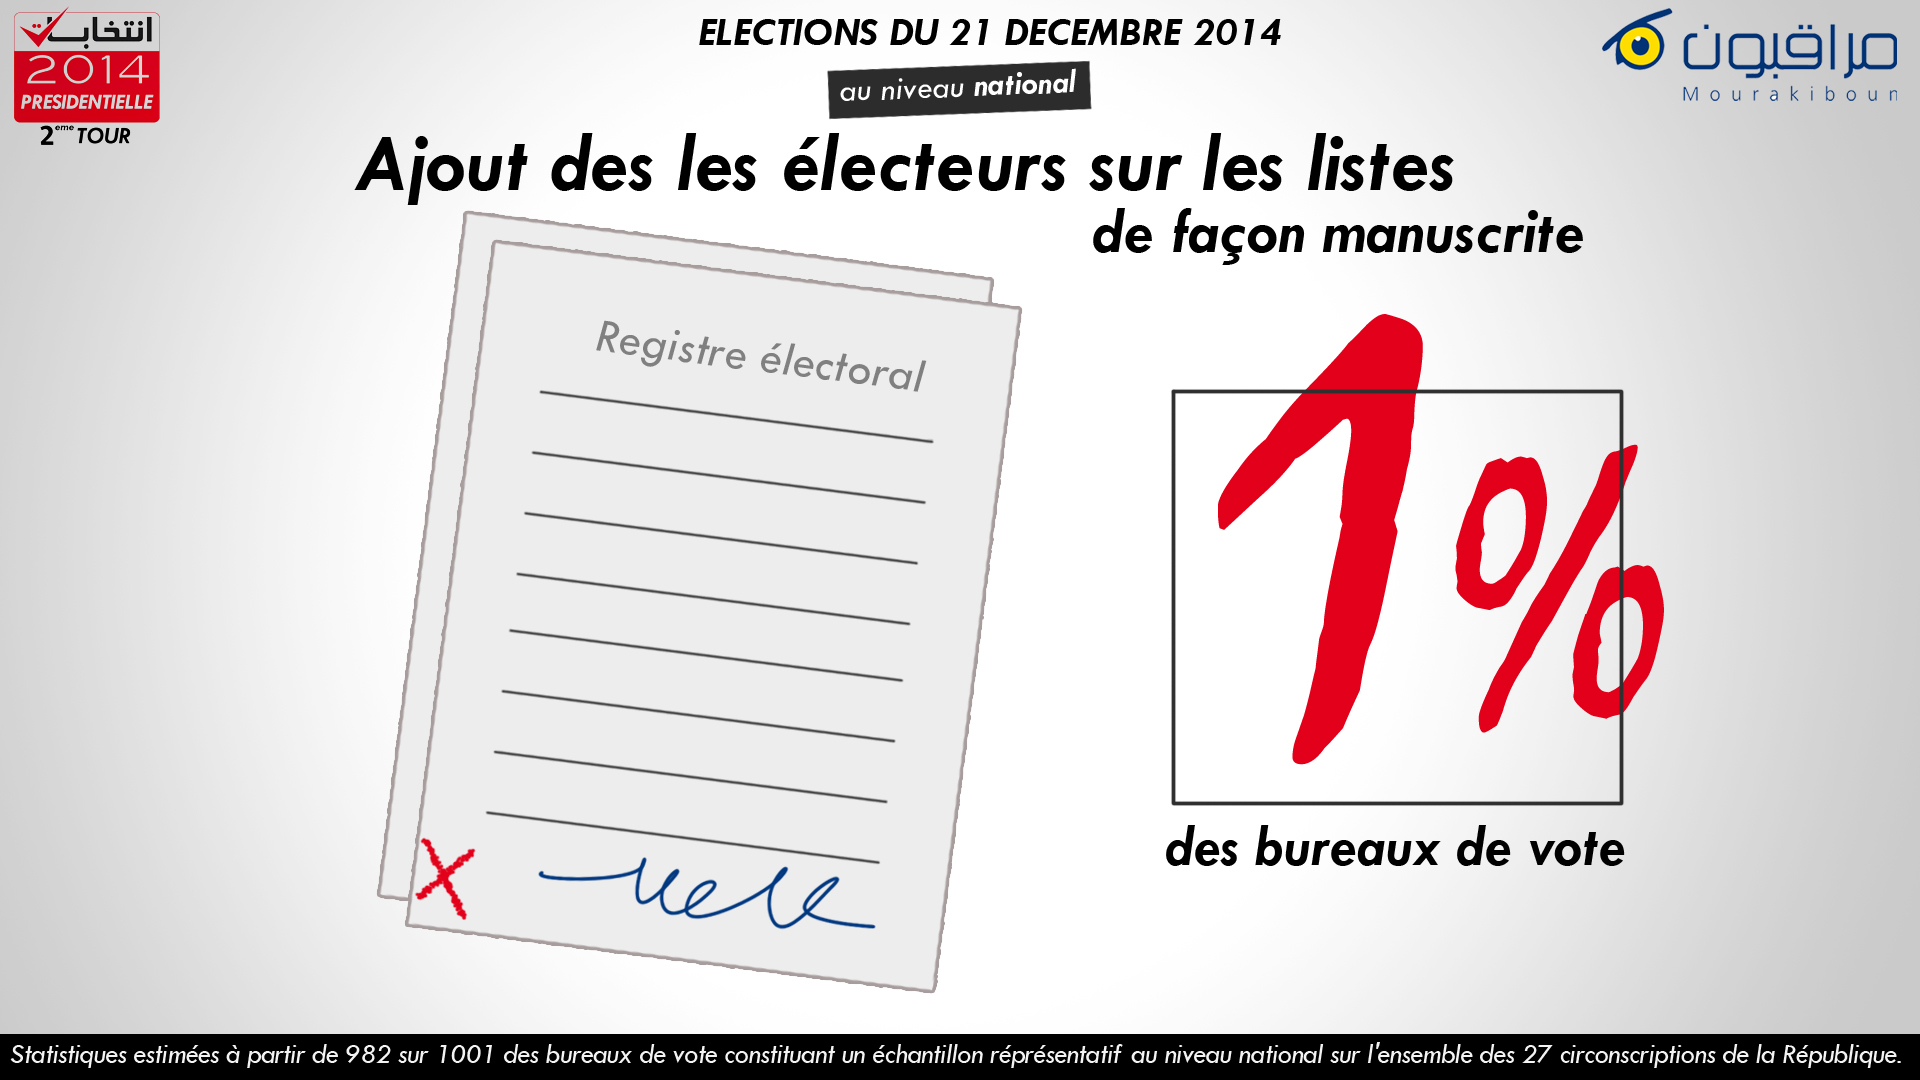 انتخابات
2014
PRESIDENTIELLE
2eme TOUR
ELECTIONS DU 21 DECEMBRE 2014
au niveau national
مراقبون
Mourakiboun
Ajout des les électeurs sur les listes
de façon manuscrite
Registre électoral
1%
des bureaux de vote
Statistiques estimées à partir de 982 sur 1001 des bureaux de vote constituant un échantillon réprésentatif au niveau national sur l'ensemble des 27 circonscriptions de la République.